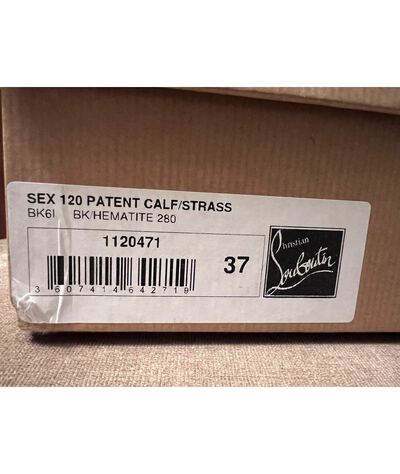 SEX 120 PATENT CALF/STRASS
BK6I BK/HEMATITE 280
1120471
37
3 607414 642719
Christian
Louboutin